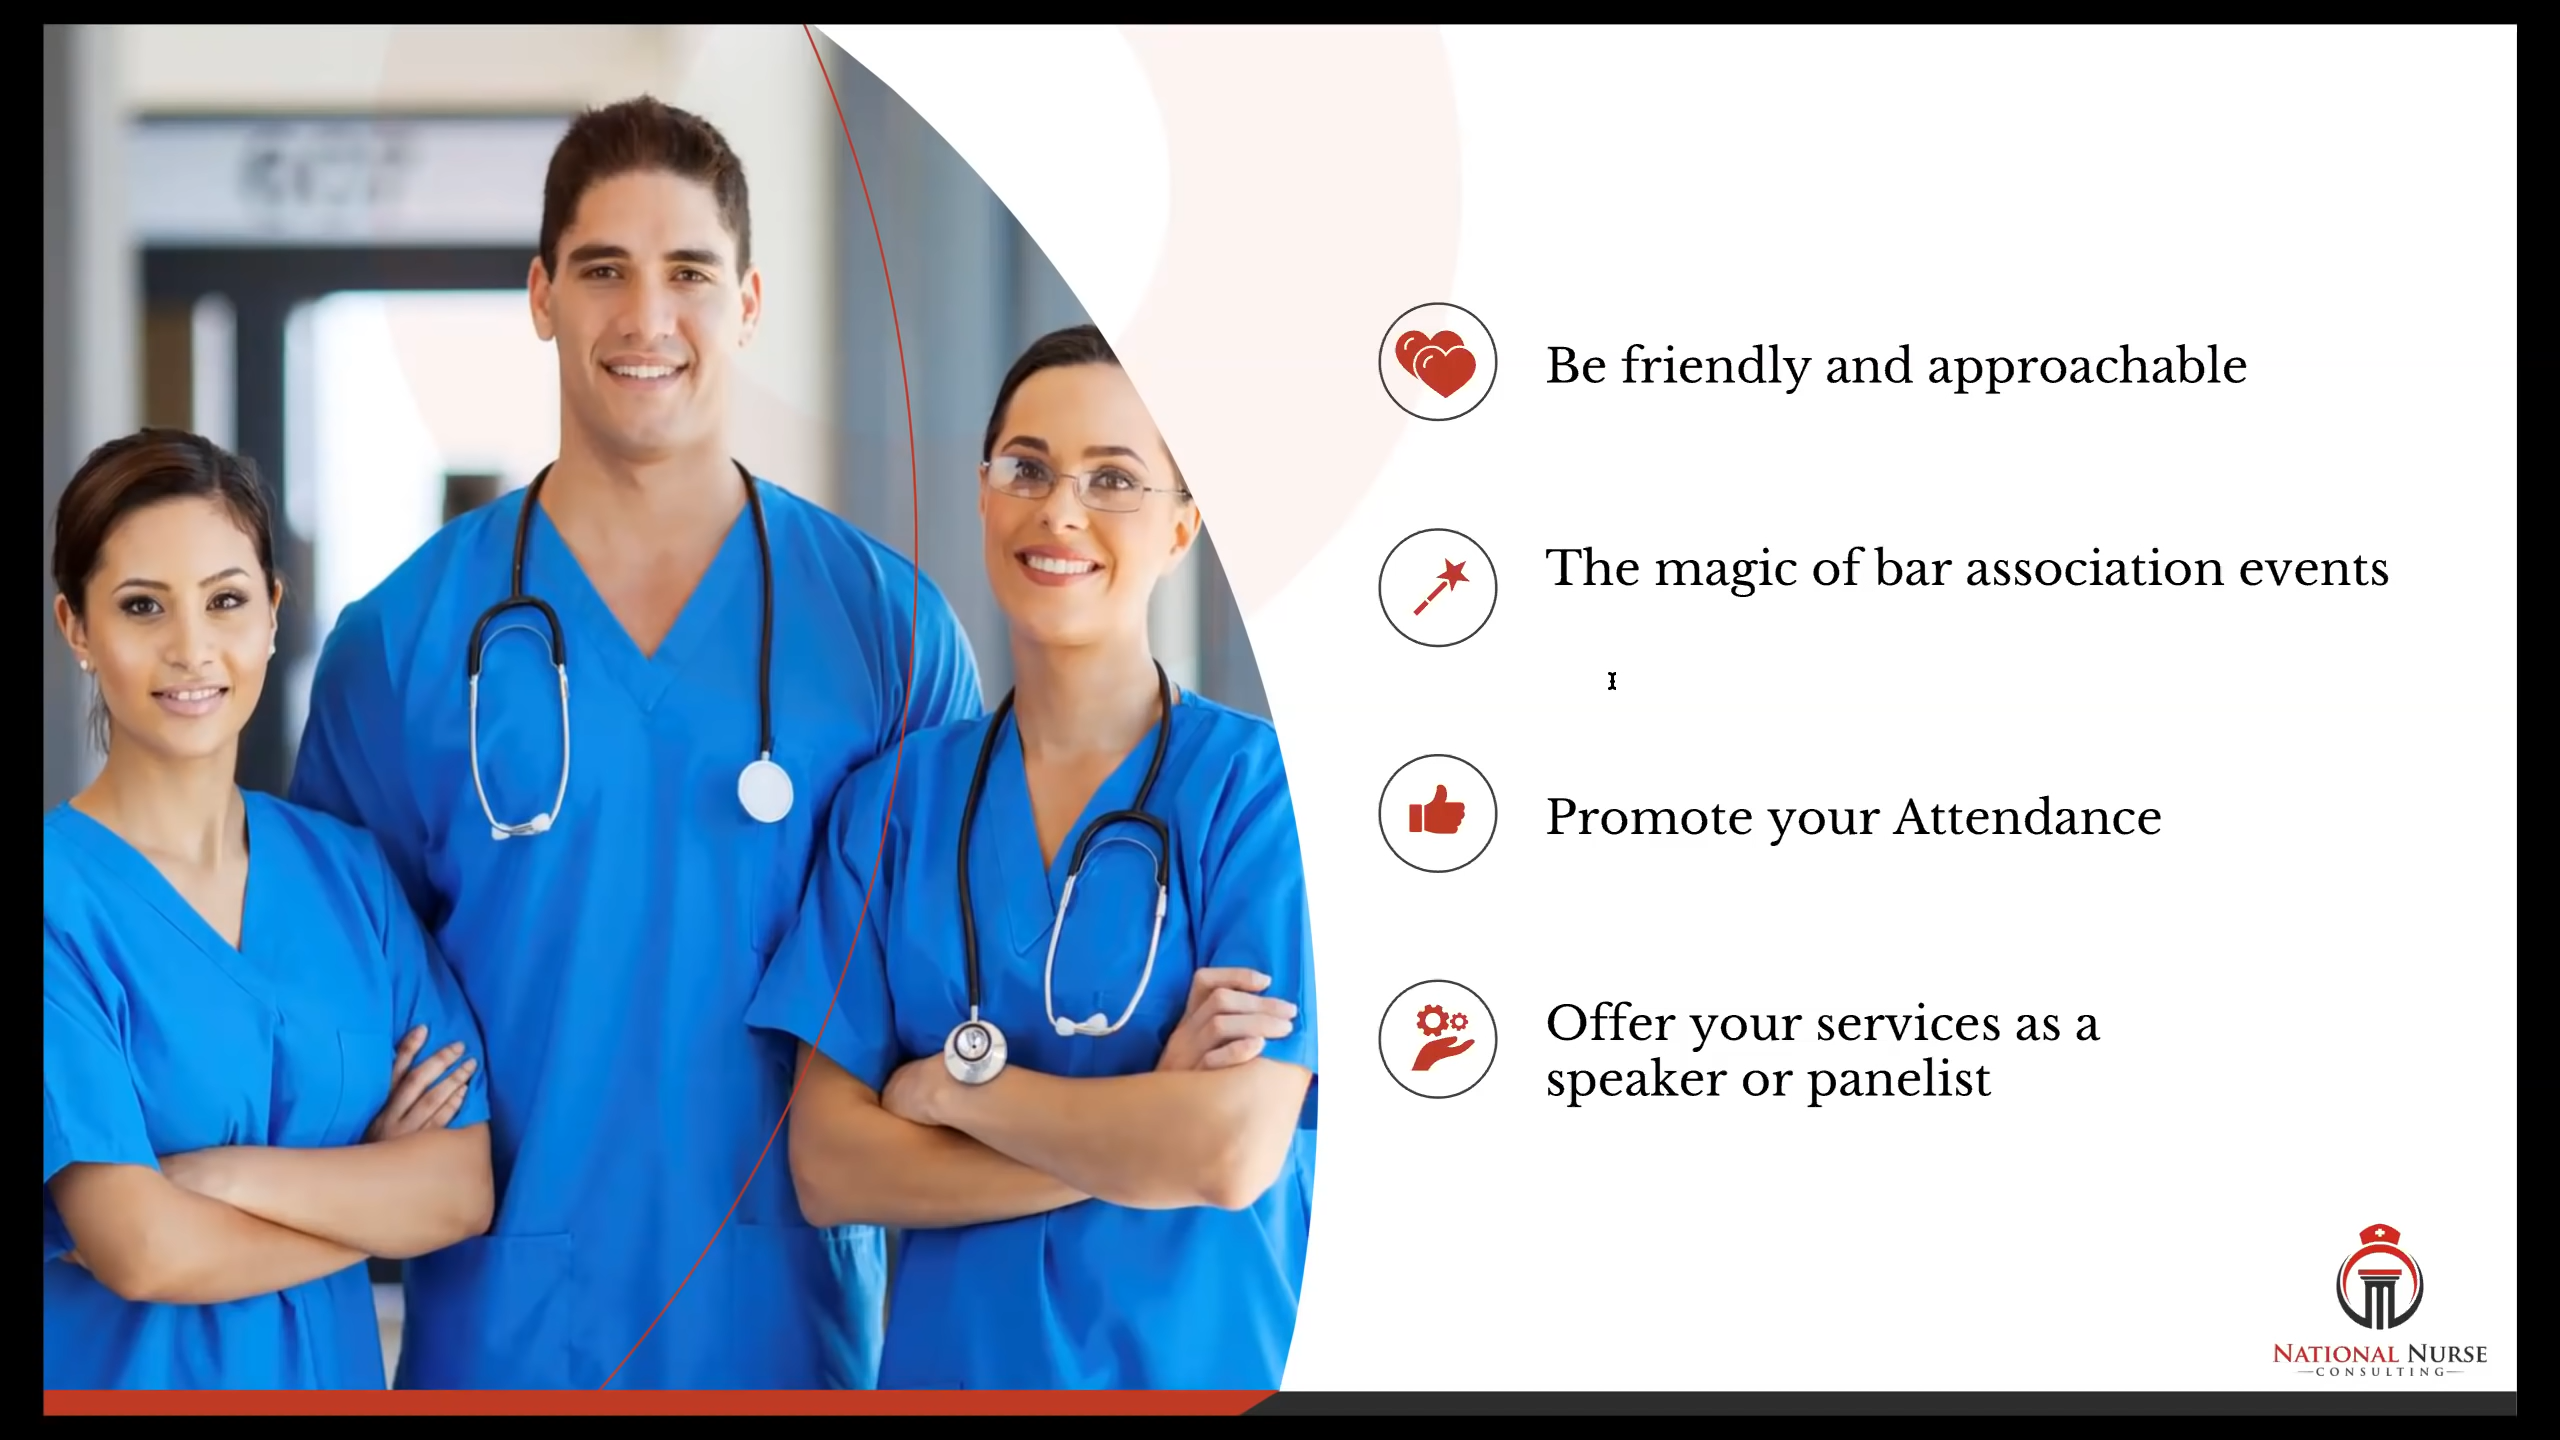 Be friendly and approachable
The magic of bar association events
Promote your Attendance
Offer your services as a
speaker or panelist
NATIONAL NURSE
CONSULTING